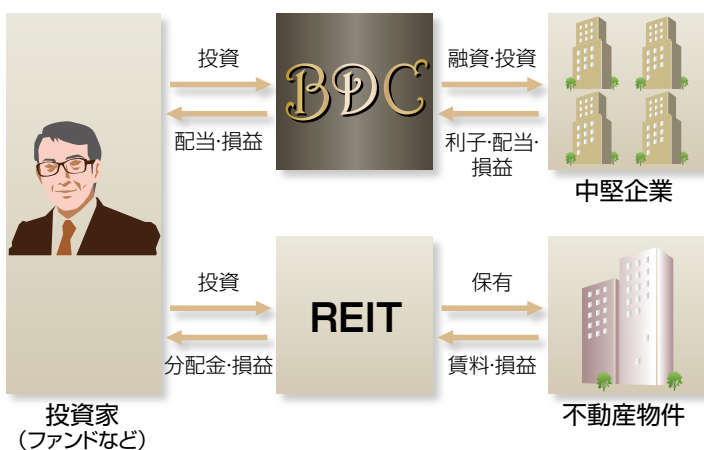 投資
BDC
融資・投資
配当・損益
利子・配当・
損益
中堅企業
投資
REIT
保有
分配金・損益
賃料・損益
投資家
（ファンドなど）
不動産物件